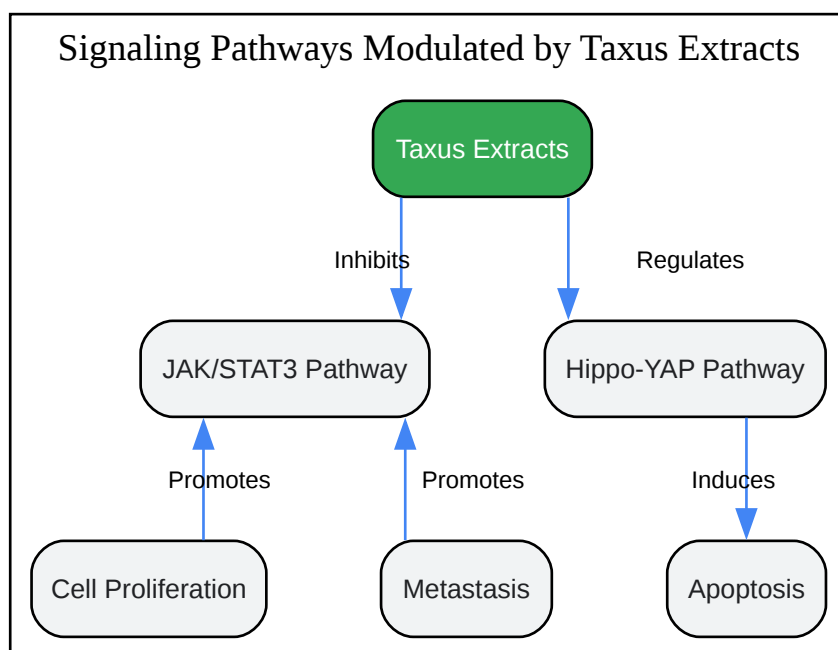 Signaling Pathways Modulated by Taxus Extracts
Taxus Extracts
Inhibits
Regulates
JAK/STAT3 Pathway
Hippo-YAP Pathway
Promotes
Promotes
Induces
Cell Proliferation
Metastasis
Apoptosis